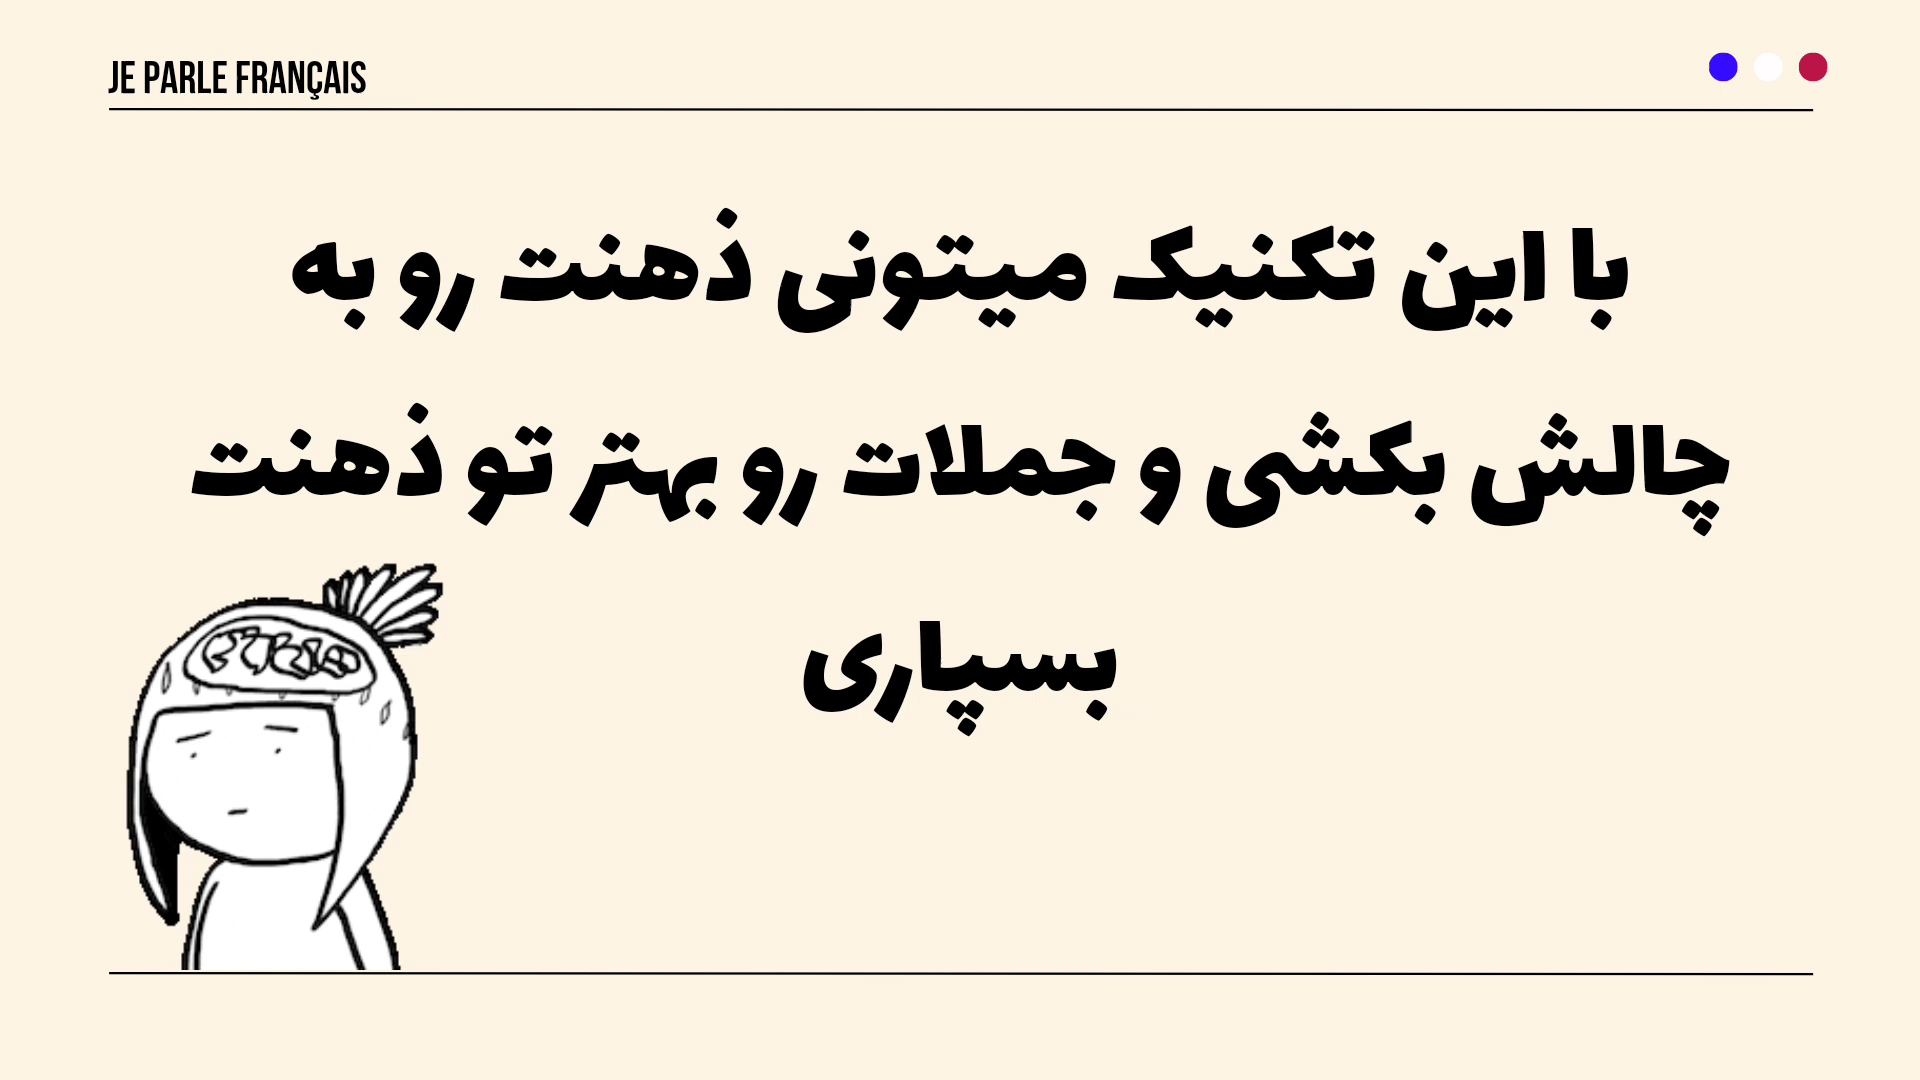 JE PARLE FRANÇAIS
با این تکنیک میتونی ذهنت رو به
چالش بکشی و جملات رو بهتر تو ذهنت
بسپاری